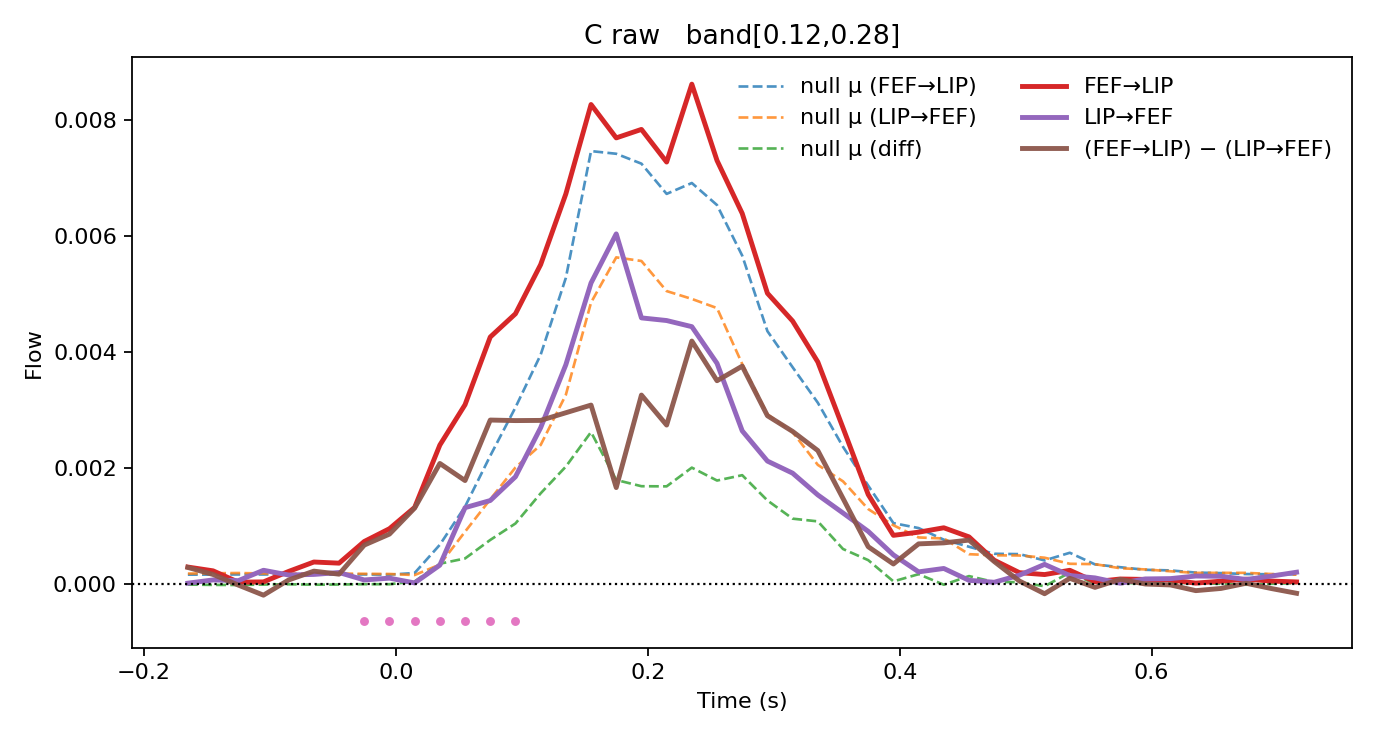 C raw   band[0.12,0.28]
null μ (FEF→LIP)
null μ (LIP→FEF)
null μ (diff)
FEF→LIP
LIP→FEF
(FEF→LIP) − (LIP→FEF)
Flow
0.008
0.006
0.004
0.002
0.000
−0.2
0.0
0.2
0.4
0.6
Time (s)